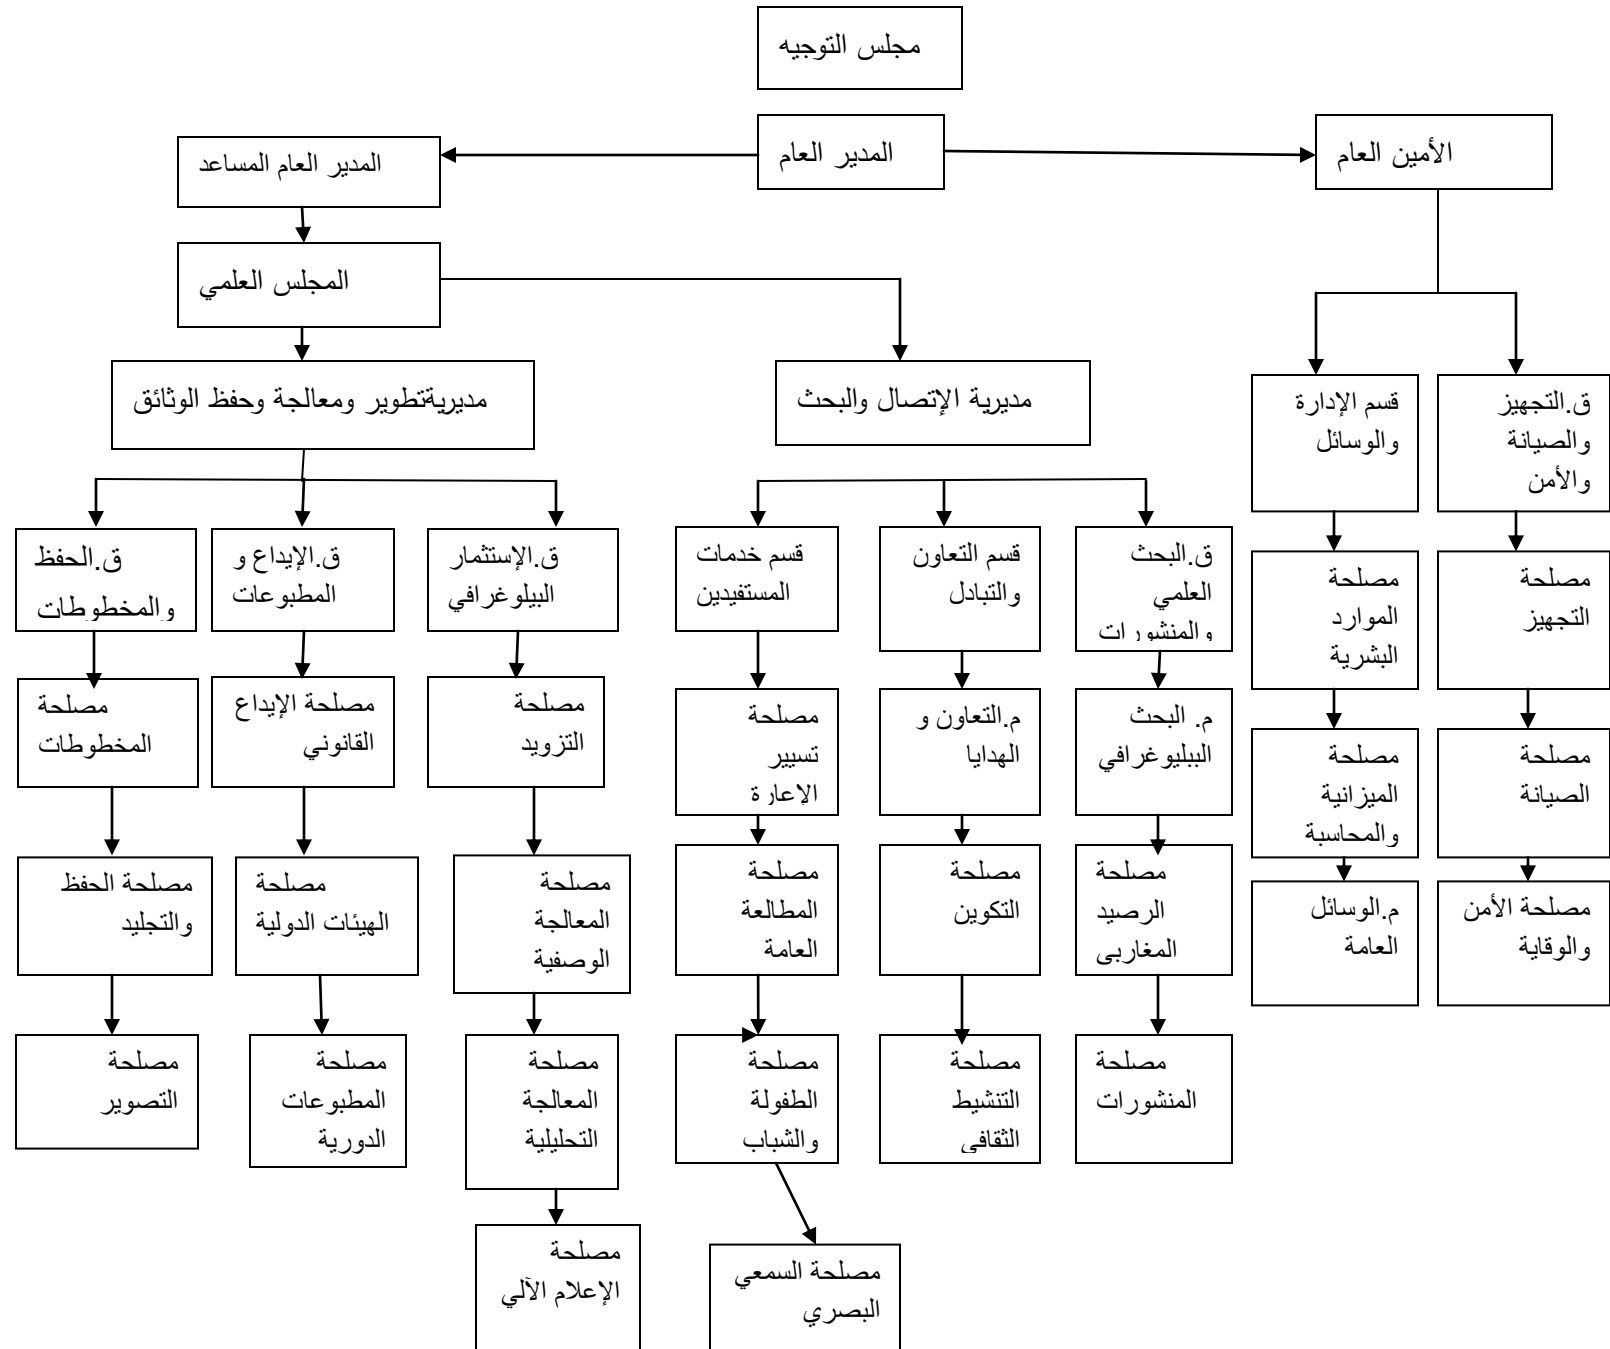 مجلس التوجيه
الأمين العام
المدير العام
المدير العام المساعد
المجلس العلمي
ق.التجهيز
والصيانة
والأمن
قسم الإدارة
والوسائل
مديرية الإتصال والبحث
مديريةتطوير ومعالجة وحفظ الوثائق
ق.البحث
العلمي
والمنشورات
قسم التعاون
والتبادل
قسم خدمات
المستفيدين
ق.الإستثمار
البيلوغرافي
ق.الإيداع و
المطبوعات
ق.الحفظ
والمخطوطات
مصلحة
التجهيز
مصلحة
الموارد
البشرية
م. البحث
الببليوغرافي
م.التعاون و
الهدايا
مصلحة
تسيير
الإعارة
مصلحة
التزويد
مصلحة الإيداع
القانوني
مصلحة
المخطوطات
مصلحة
الصيانة
مصلحة
الميزانية
والمحاسبة
مصلحة
الرصيد
المغاربي
مصلحة
التكوين
مصلحة
المطالعة
العامة
مصلحة
المعالجة
الوصفية
مصلحة
الهيئات الدولية
مصلحة الحفظ
والتجليد
مصلحة الأمن
والوقاية
م.الوسائل
العامة
مصلحة
المنشورات
مصلحة
التنشيط
الثقافي
مصلحة
الطفولة
والشباب
مصلحة
المعالجة
التحليلية
مصلحة
المطبوعات
الدورية
مصلحة
التصوير
مصلحة السمعي
البصري
مصلحة
الإعلام الآلي